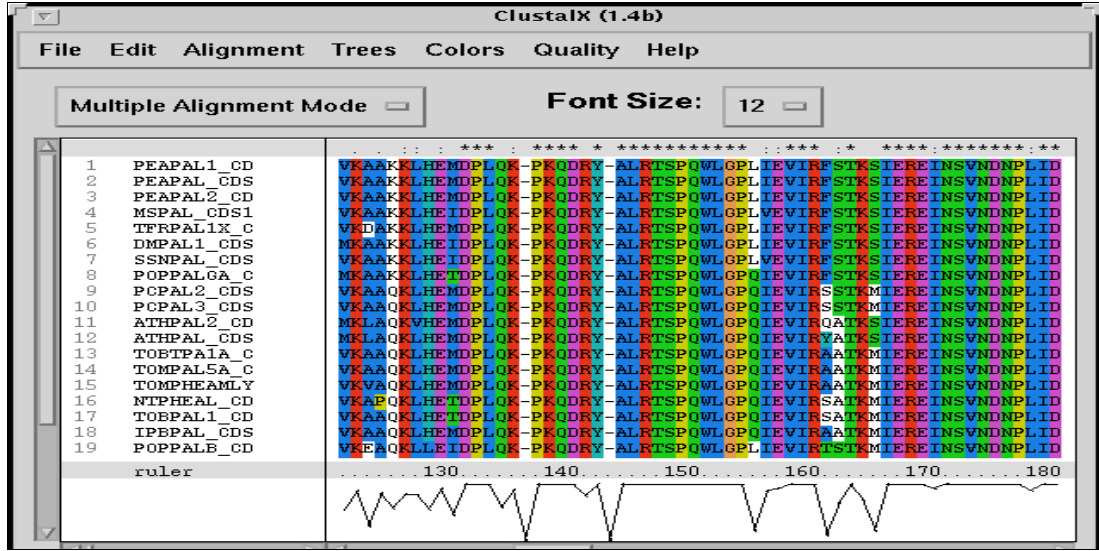 ClustalX (1.4b)
File Edit Alignment Trees Colors Quality Help
Multiple Alignment Mode
Font Size: 12
. . :: : *** : **** * *********** ::*** :* ****:*******:**
1 PEAPAL1_CD VKAAKKLHEMDPLQK-PKQDRY-ALRTSPQWLGPLIEVIRFSTKSIEREINSVNDNPLID
2 PEAPAL_CDS VKAAKKLHEMDPLQK-PKQDRY-ALRTSPQWLGPLIEVIRFSTKSIEREINSVNDNPLID
3 PEAPAL2_CD VKAAKKLHEMDPLQK-PKQDRY-ALRTSPQWLGPLIEVIRFSTKSIEREINSVNDNPLID
4 MSPAL_CDS1 VKAAKKLHEIDPLQK-PKQDRY-ALRTSPQWLGPLVEVIRFSTKSIEREINSVNDNPLID
5 TFRPAL1X_C VKDAKKLHEIDPLQK-PKQDRY-ALRTSPQWLGPLIEVIRFSTKSIEREINSVNDNPLID
6 DMPAL1_CDS MKAAKKLHEIDPLQK-PKQDRY-ALRTSPQWLGPLIEVIRFSTKSIEREINSVNDNPLID
7 SSNPAL_CDS VKAAKKLHEIDPLQK-PKQDRY-ALRTSPQWLGPLVEVIRFSTKSIEREINSVNDNPLID
8 POPPALGA_C MKAAKKLHETDPLQK-PKQDRY-ALRTSPQWLGPQIEVIRFSTKSIEREINSVNDNPLID
9 PCPAL2_CDS VKAAQKLHEMDPLQK-PKQDRY-ALRTSPQWLGPQIEVIRSSTKMIEREINSVNDNPLID
10 PCPAL3_CDS VKAAQKLHEMDPLQK-PKQDRY-ALRTSPQWLGPQIEVIRSSTKMIEREINSVNDNPLID
11 ATHPAL2_CD MKLAQKVHEMDPLQK-PKQDRY-ALRTSPQWLGPQIEVIRQATKSIEREINSVNDNPLID
12 ATHPAL_CDS MKLAQKLHEMDPLQK-PKQDRY-ALRTSPQWLGPQIEVIRYATKSIEREINSVNDNPLID
13 TOBTPA1A_C VKAAQKLHEMDPLQK-PKQDRY-ALRTSPQWLGPQIEVIRAATKMIEREINSVNDNPLID
14 TOMPAL5A_C VKAAQKLHEMDPLQK-PKQDRY-ALRTSPQWLGPQIEVIRAATKMIEREINSVNDNPLID
15 TOMPHEAMLY VKVAQKLHEMDPLQK-PKQDRY-ALRTSPQWLGPQIEVIRAATKMIEREINSVNDNPLID
16 NTPHEAL_CD VKAPQKLHETDPLQK-PKQDRY-ALRTSPQWLGPQIEVIRSATKMIEREINSVNDNPLID
17 TOBPAL1_CD VKAAQKLHETDPLQK-PKQDRY-ALRTSPQWLGPQIEVIRSATKMIEREINSVNDNPLID
18 IPBPAL_CDS VKAAQKLHEMDPLQK-PKQDRY-ALRTSPQWLGPQIEVIRAATKMIEREINSVNDNPLID
19 POPPALB_CD VKEAQKLLEIDPLQK-PKQDRY-ALRTSPQWLGPLIEVIRTSTKMIEREINSVNDNPLID
ruler .......130.......140.......150.......160.......170.......180